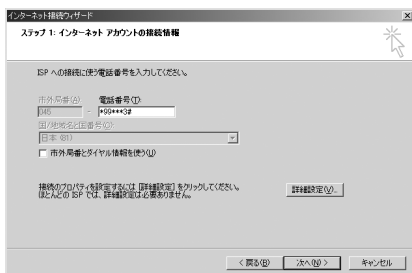 インターネット接続ウィザード
ステップ 1: インターネット アカウントの接続情報
ISP への接続に使う電話番号を入力してください。
市外局番(A) 電話番号(T):
045 - *99***3#
国/地域名と国番号(C)
日本 (81)
市外局番とダイヤル情報を使う(U)
接続のプロパティを設定するには [詳細設定] をクリックしてください。
ほとんどの ISP では、詳細設定は必要ありません。
詳細設定(V)...
< 戻る(B) 次へ(N) > キャンセル